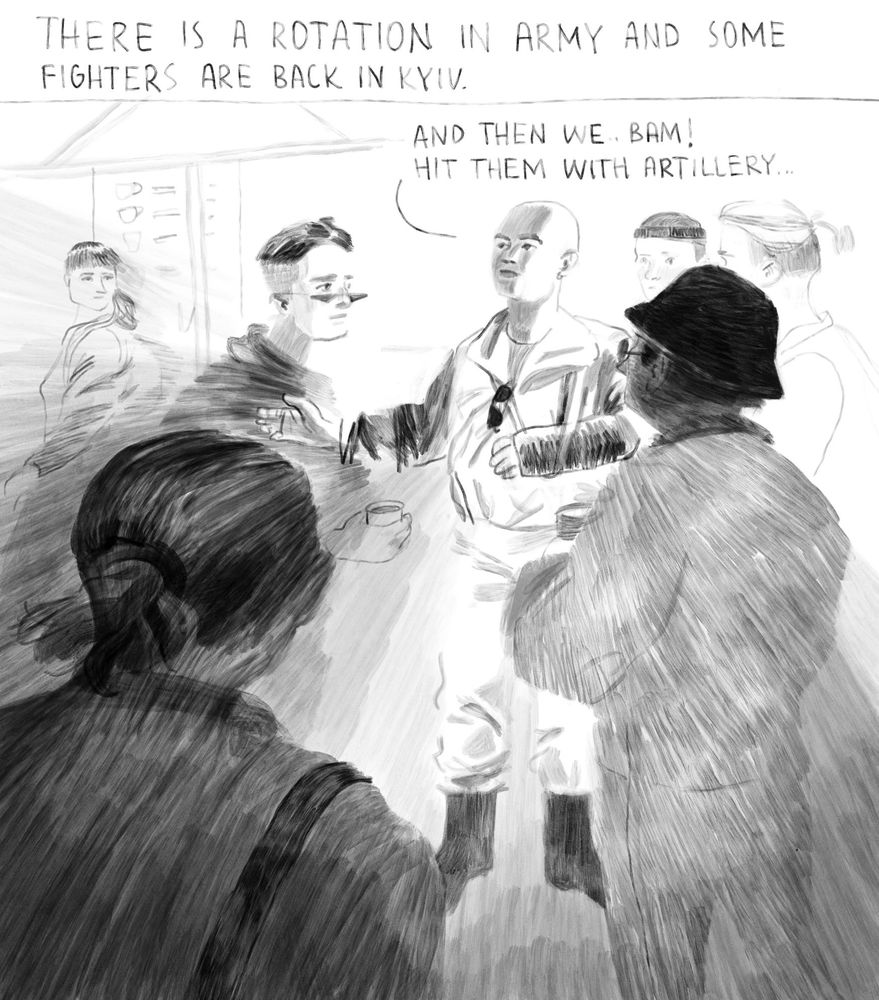 THERE IS A ROTATION IN ARMY AND SOME
FIGHTERS ARE BACK IN KYIV.
AND THEN WE.. BAM!
HIT THEM WITH ARTILLERY...